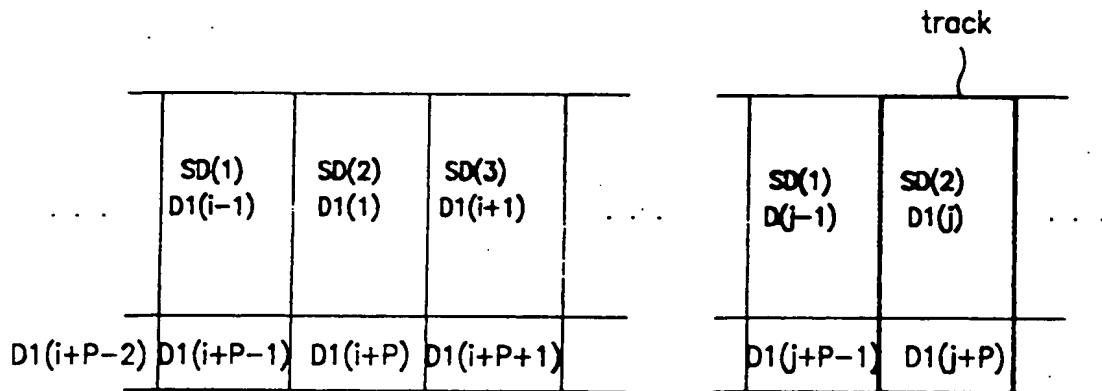 track
SD(1) SD(2) SD(3) SD(1) SD(2)
. . . D1(i-1) D1(1) D1(i+1) . . . D(j-1) D1(j) . . .
D1(i+P-2) D1(i+P-1) D1(i+P) D1(i+P+1) D1(j+P-1) D1(j+P)